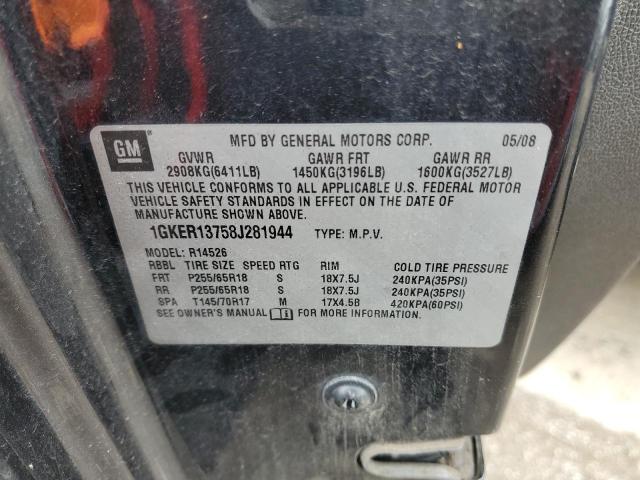 GM
MFD BY GENERAL MOTORS CORP. 05/08
GVWR GAWR FRT GAWR RR
2908KG(6411LB) 1450KG(3196LB) 1600KG(3527LB)
THIS VEHICLE CONFORMS TO ALL APPLICABLE U.S. FEDERAL MOTOR
VEHICLE SAFETY STANDARDS IN EFFECT ON THE DATE OF
MANUFACTURE SHOWN ABOVE.
1GKER13758J281944 TYPE: M.P.V.
MODEL: R14526
RBBL TIRE SIZE SPEED RTG RIM COLD TIRE PRESSURE
FRT P255/65R18 S 18X7.5J 240KPA(35PSI)
RR P255/65R18 S 18X7.5J 240KPA(35PSI)
SPA T145/70R17 M 17X4.5B 420KPA(60PSI)
SEE OWNER'S MANUAL FOR MORE INFORMATION.